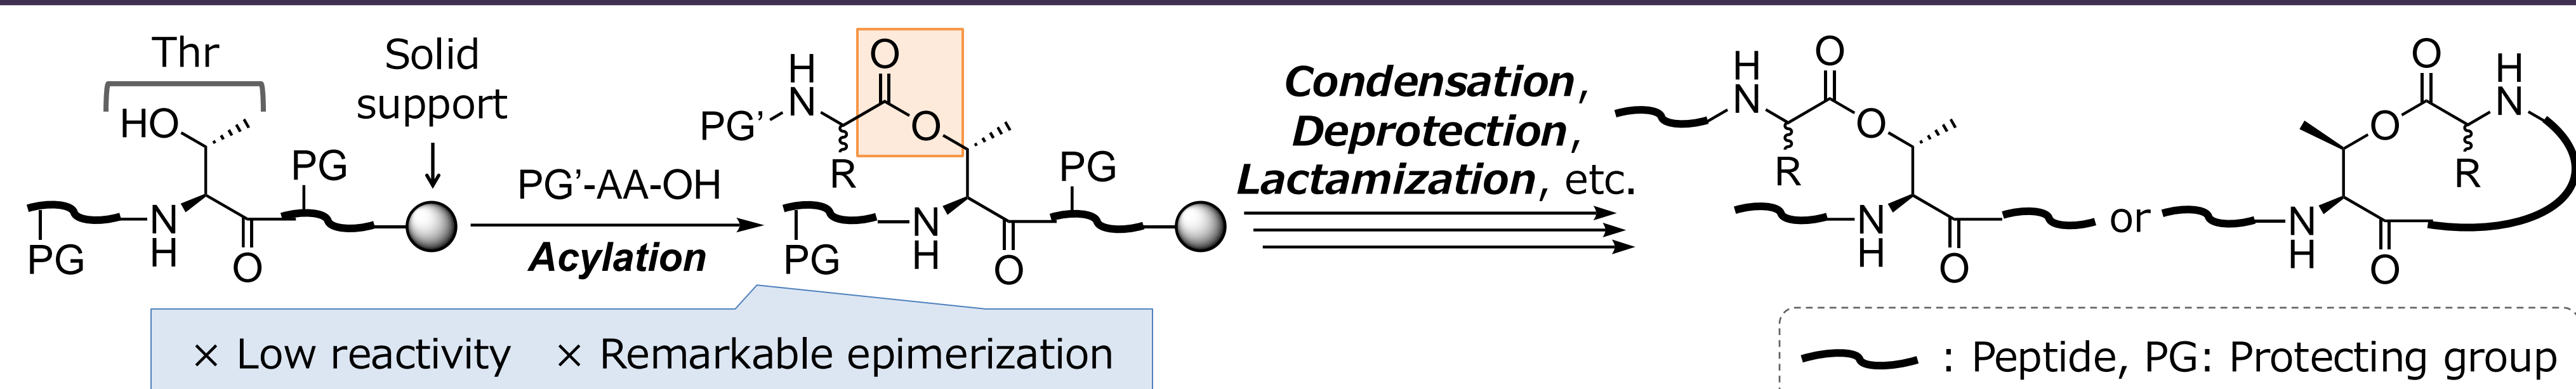 Thr
Solid
support
HO
PG
N
H
O
PG
PG'-AA-OH
Acylation
H
N
PG'
O
O
R
PG
N
H
O
PG
Condensation,
Deprotection,
Lactamization, etc.
H
N
O
O
R
N
H
O
or
O
H
N
O
R
N
H
O
× Low reactivity × Remarkable epimerization
: Peptide, PG: Protecting group